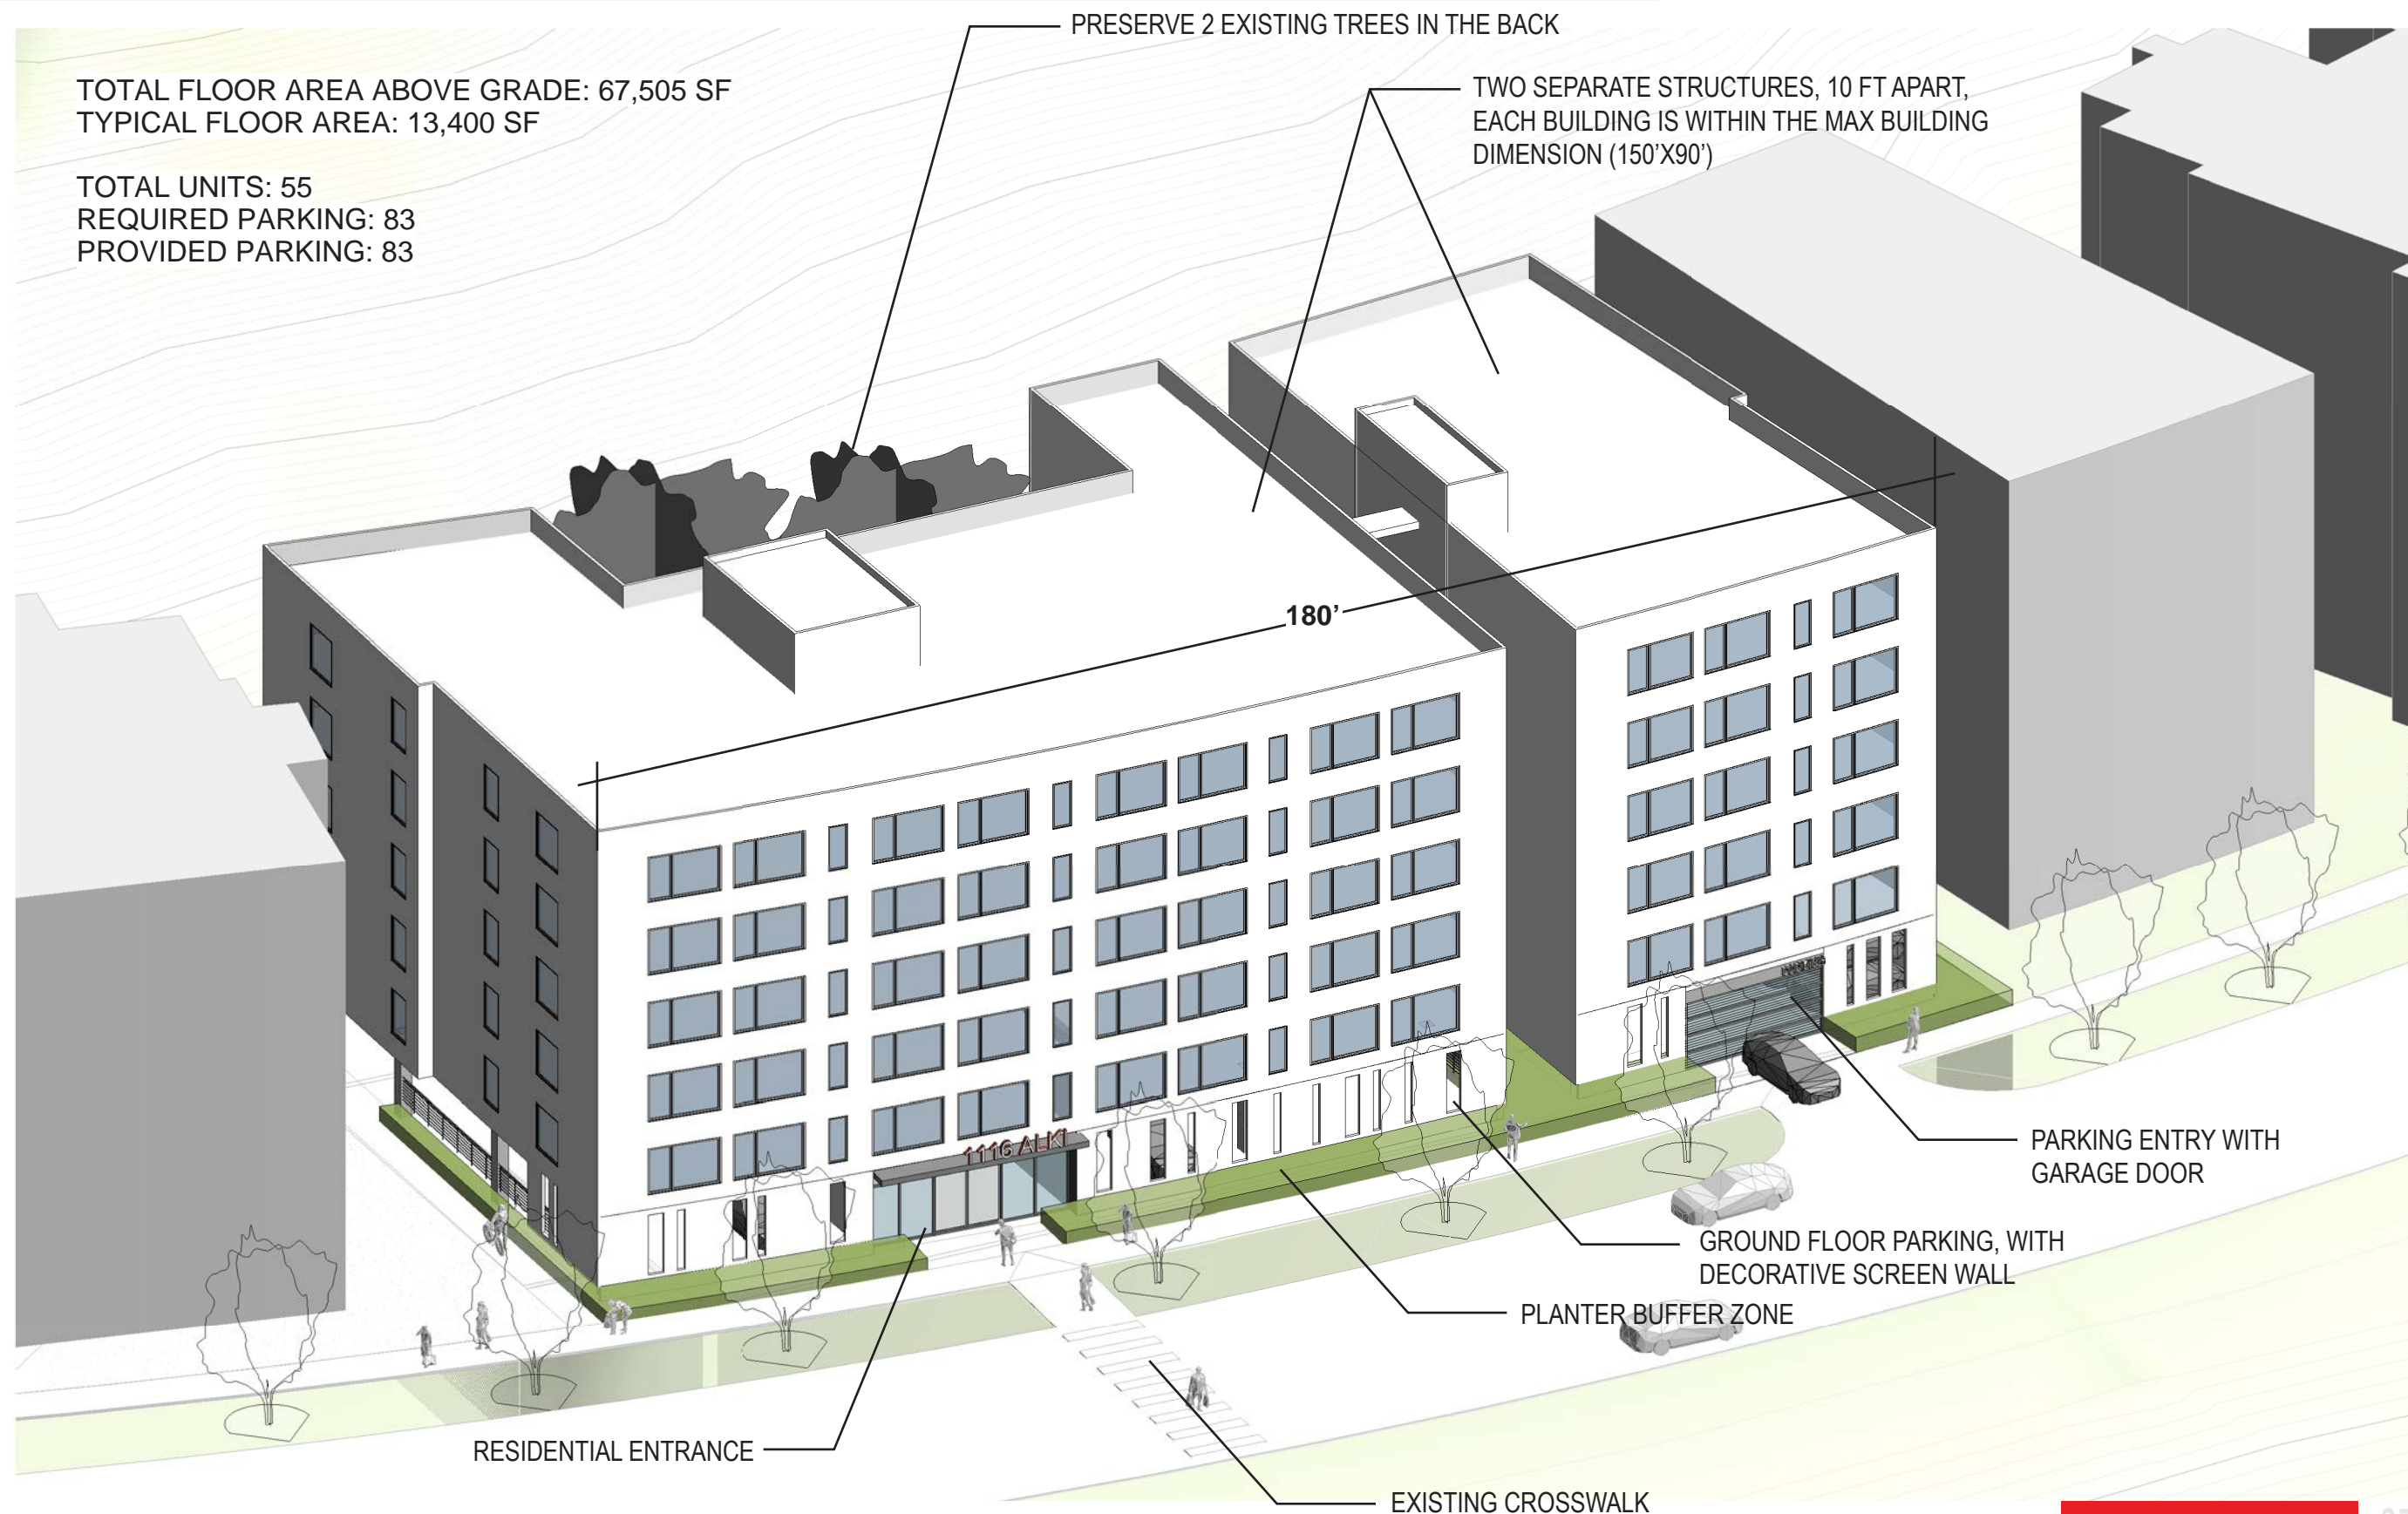 PRESERVE 2 EXISTING TREES IN THE BACK
TOTAL FLOOR AREA ABOVE GRADE: 67,505 SF
TYPICAL FLOOR AREA: 13,400 SF
TOTAL UNITS: 55
REQUIRED PARKING: 83
PROVIDED PARKING: 83
TWO SEPARATE STRUCTURES, 10 FT APART,
EACH BUILDING IS WITHIN THE MAX BUILDING
DIMENSION (150'X90')
180'
PARKING
1116 ALKI
PARKING ENTRY WITH
GARAGE DOOR
GROUND FLOOR PARKING, WITH
DECORATIVE SCREEN WALL
PLANTER BUFFER ZONE
RESIDENTIAL ENTRANCE
EXISTING CROSSWALK